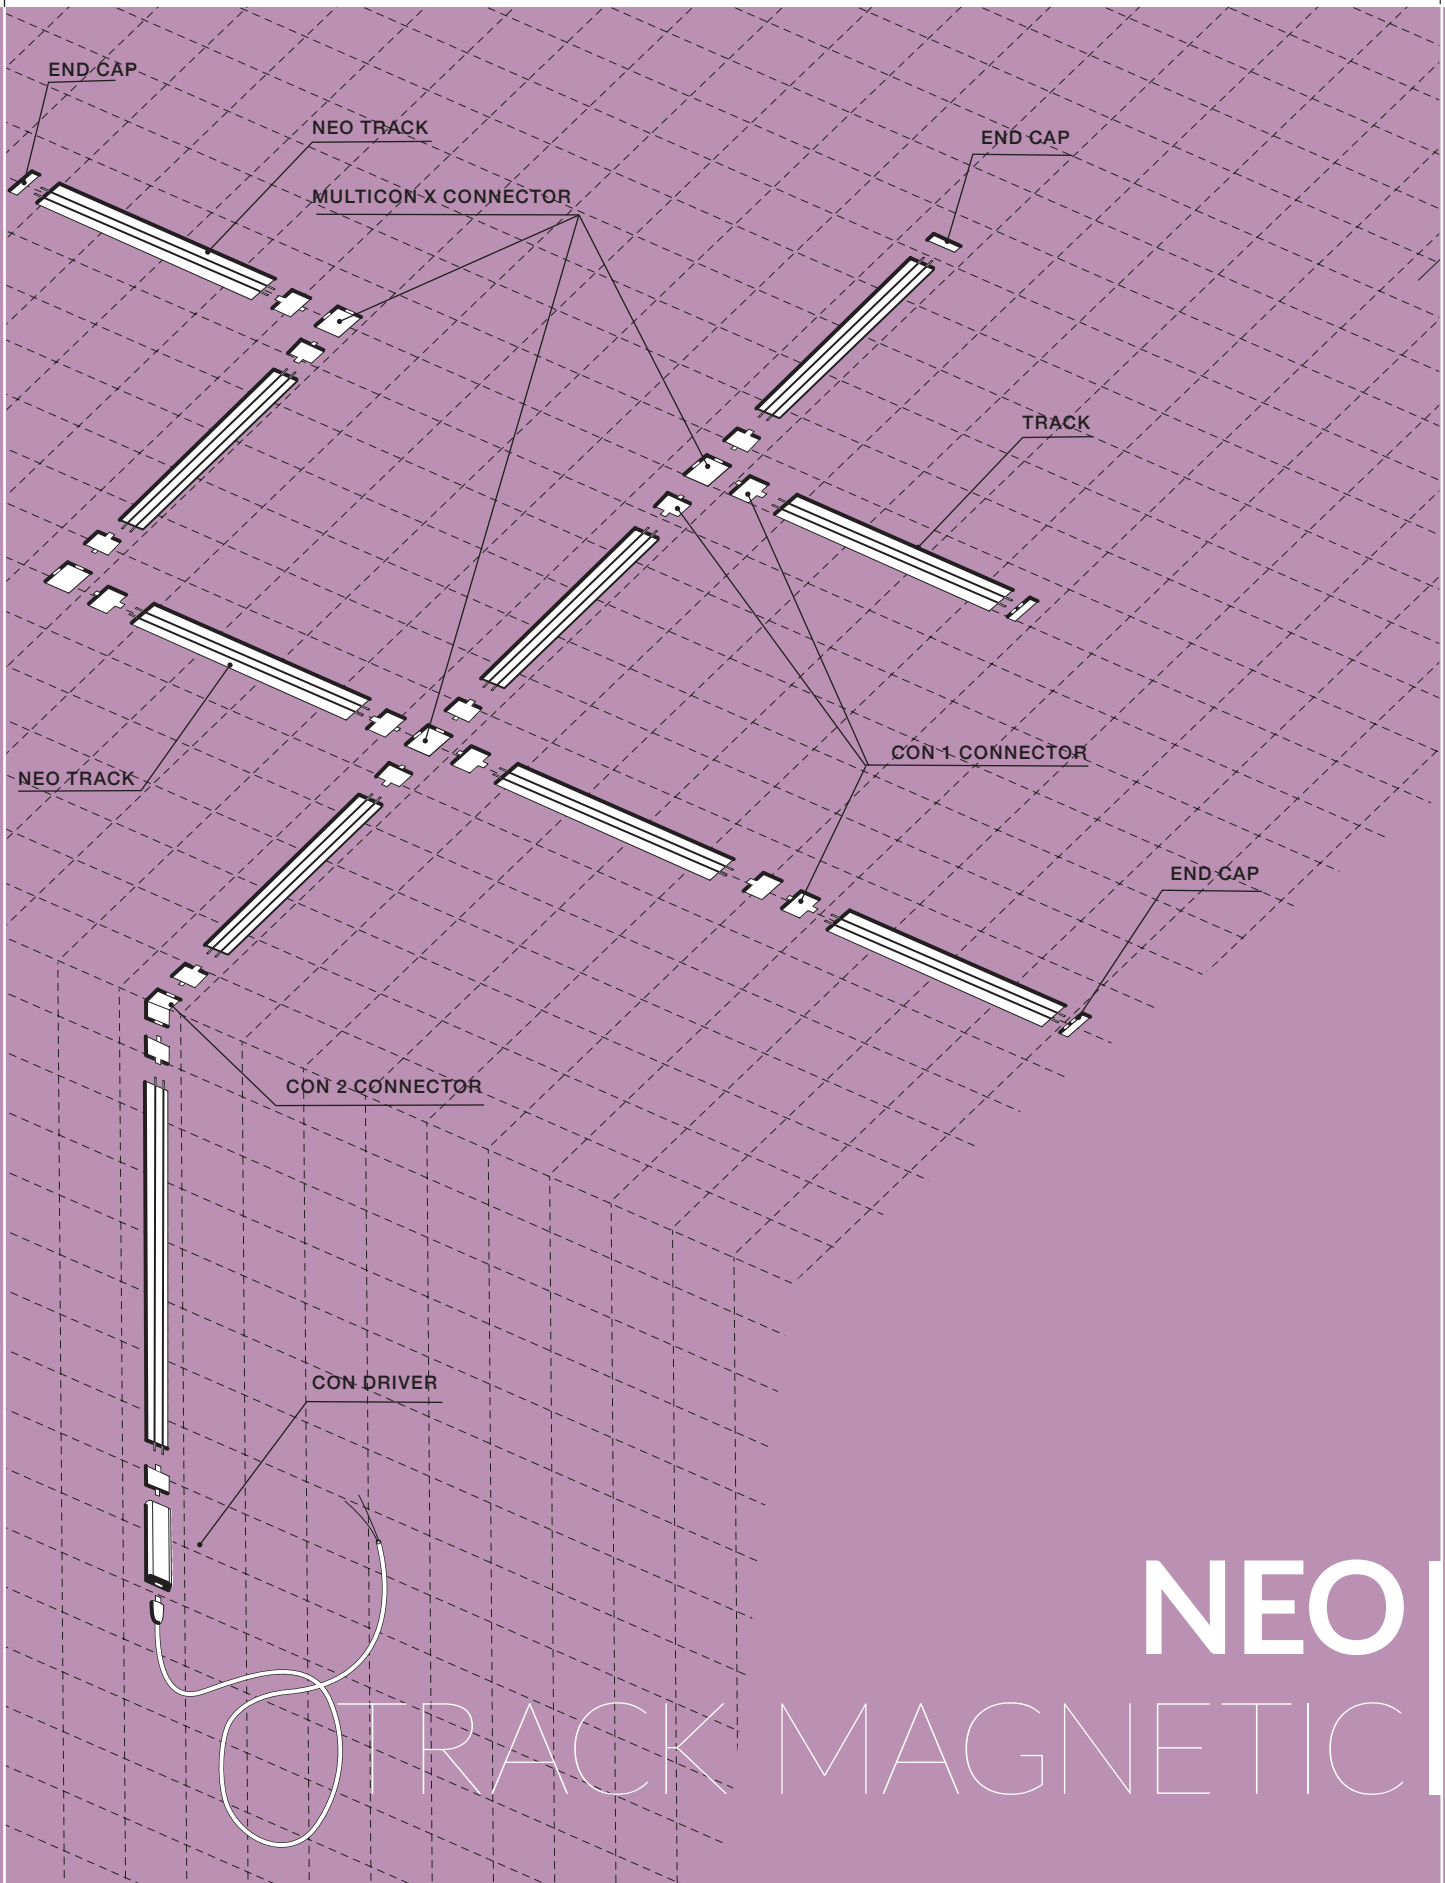 END CAP
NEO TRACK
END CAP
MULTICON X CONNECTOR
TRACK
CON 1 CONNECTOR
NEO TRACK
END CAP
CON 2 CONNECTOR
CON DRIVER
NEO
TRACK MAGNETIC